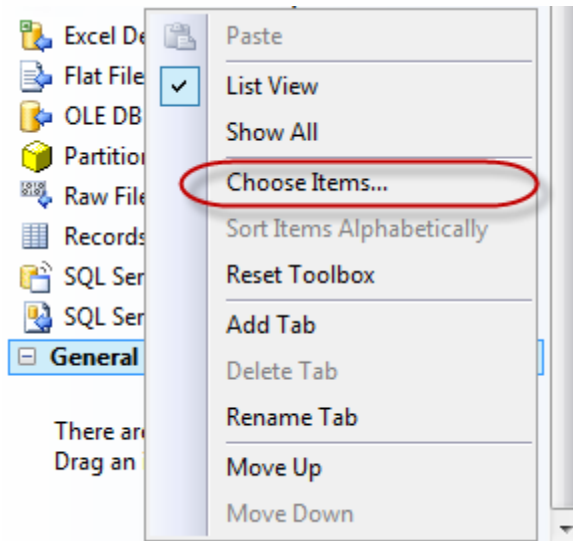 Excel De
Paste
Flat File
List View
OLE DB
Show All
Partition
Choose Items...
Raw File
Sort Items Alphabetically
Records
Reset Toolbox
SQL Ser
Add Tab
SQL Ser
General
Delete Tab
Rename Tab
There are
Drag an
Move Up
Move Down